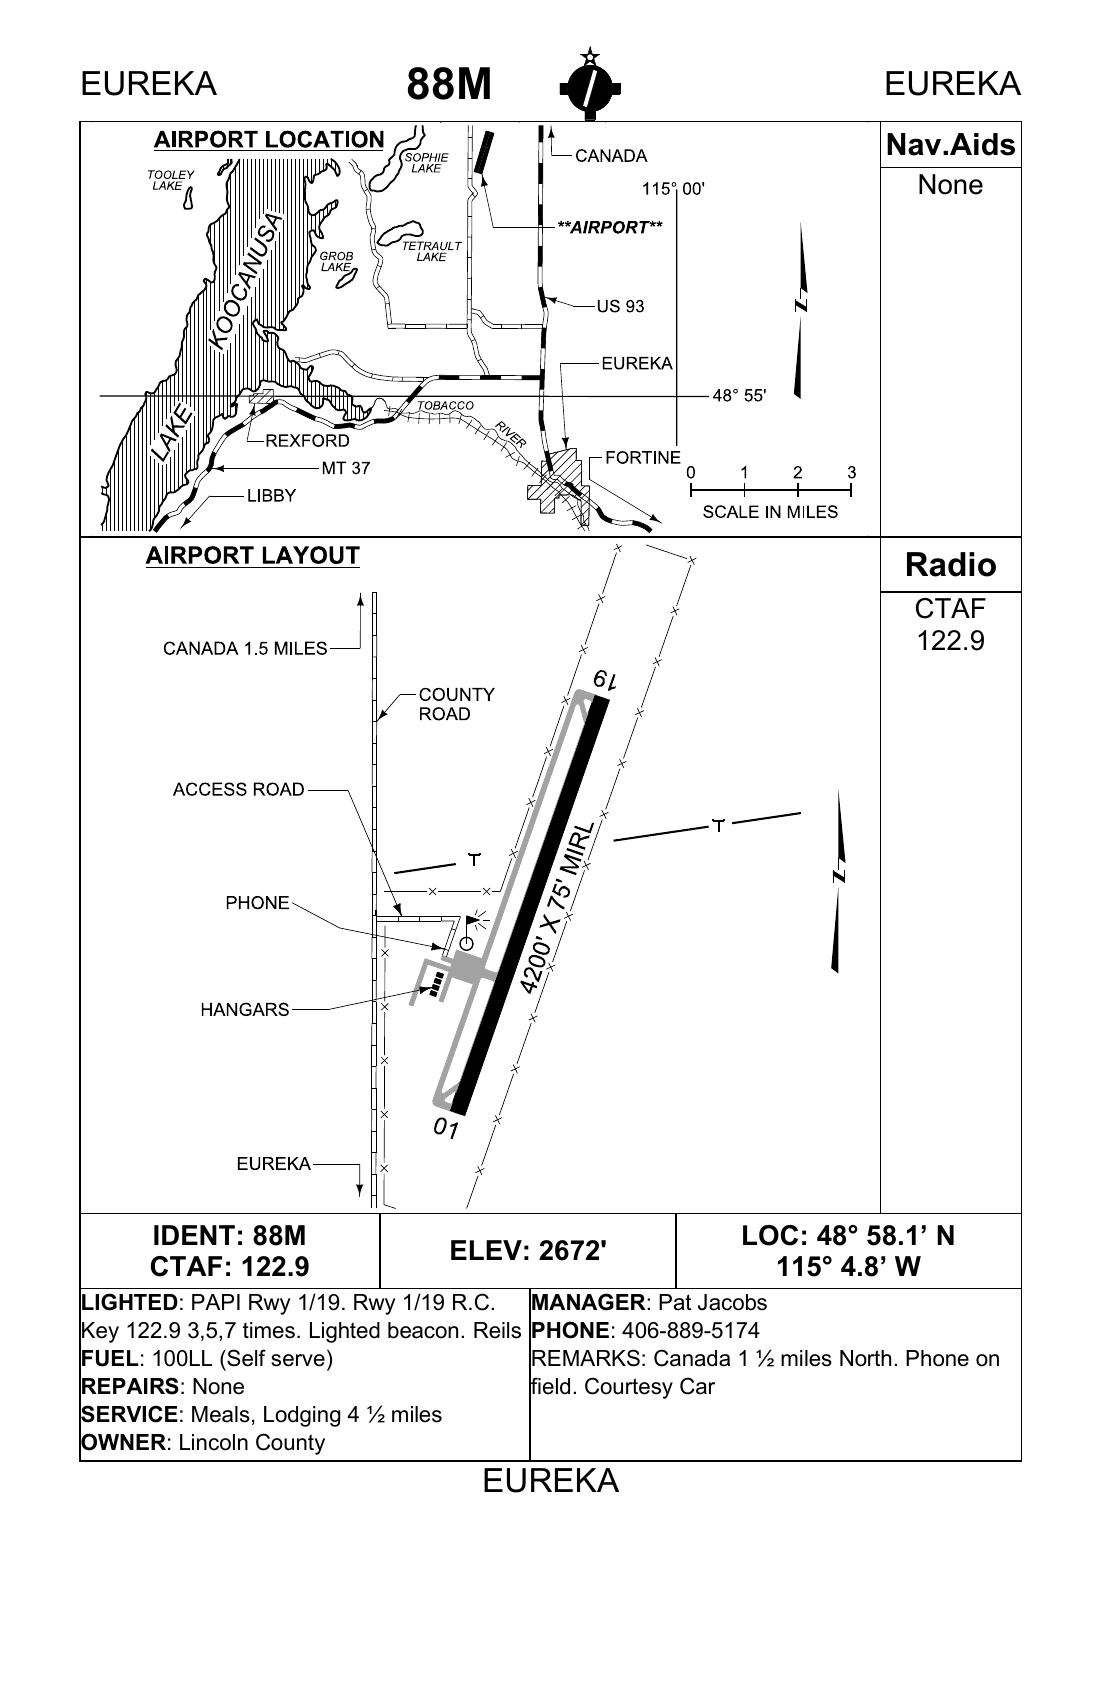 EUREKA
88M
EUREKA
AIRPORT LOCATION
TOOLEY
LAKE
SOPHIE
LAKE
CANADA
115° 00'
**AIRPORT**
TETRAULT
LAKE
GROB
LAKE
LAKE KOOCANUSA
US 93
N
EUREKA
48° 55'
TOBACCO
RIVER
REXFORD
MT 37
LIBBY
FORTINE
0 1 2 3
SCALE IN MILES
Nav.Aids
None
AIRPORT LAYOUT
CANADA 1.5 MILES
COUNTY
ROAD
19
ACCESS ROAD
T
T
N
PHONE
4200' X 75' MIRL
HANGARS
01
EUREKA
Radio
CTAF
122.9
IDENT: 88M
CTAF: 122.9
ELEV: 2672'
LOC: 48° 58.1’ N
115° 4.8’ W
LIGHTED: PAPI Rwy 1/19. Rwy 1/19 R.C.
Key 122.9 3,5,7 times. Lighted beacon. Reils
FUEL: 100LL (Self serve)
REPAIRS: None
SERVICE: Meals, Lodging 4 ½ miles
OWNER: Lincoln County
MANAGER: Pat Jacobs
PHONE: 406-889-5174
REMARKS: Canada 1 ½ miles North. Phone on
field. Courtesy Car
EUREKA